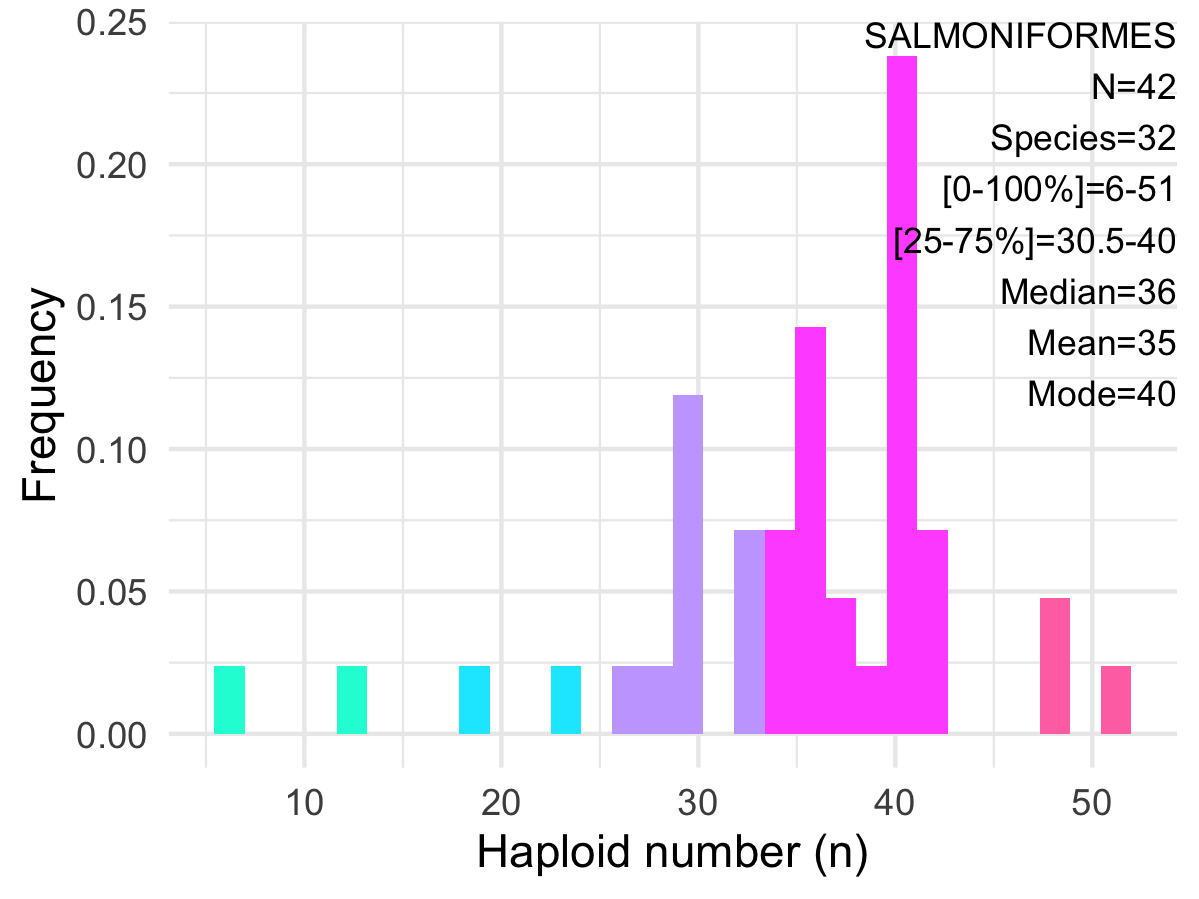 SALMONIFORMES
N=42
Species=32
[0-100%]=6-51
[25-75%]=30.5-40
Median=36
Mean=35
Mode=40
Frequency
0.25
0.20
0.15
0.10
0.05
0.00
10 20 30 40 50
Haploid number (n)